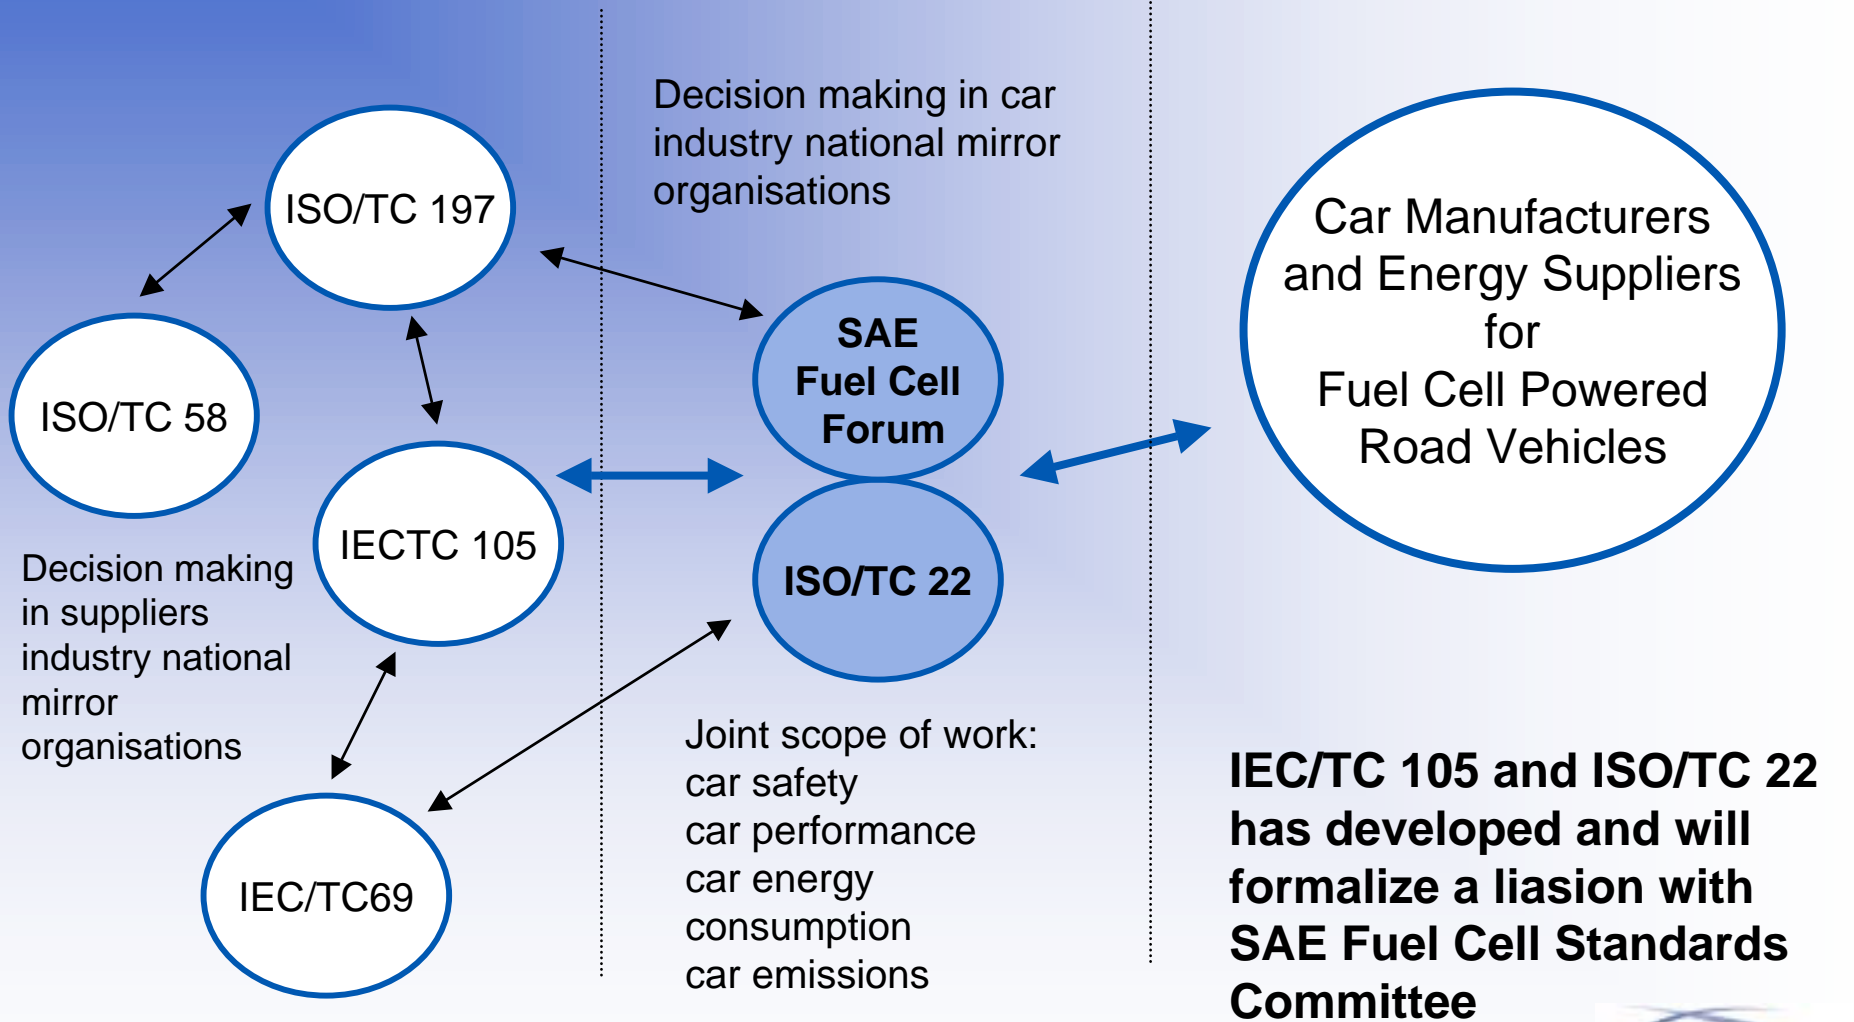 ISO/TC 197
ISO/TC 58
IECTC 105
Decision making
in suppliers
industry national
mirror
organisations
IEC/TC69
Decision making in car
industry national mirror
organisations
SAE
Fuel Cell
Forum
ISO/TC 22
Joint scope of work:
car safety
car performance
car energy
consumption
car emissions
Car Manufacturers
and Energy Suppliers
for
Fuel Cell Powered
Road Vehicles
IEC/TC 105 and ISO/TC 22
has developed and will
formalize a liasion with
SAE Fuel Cell Standards
Committee